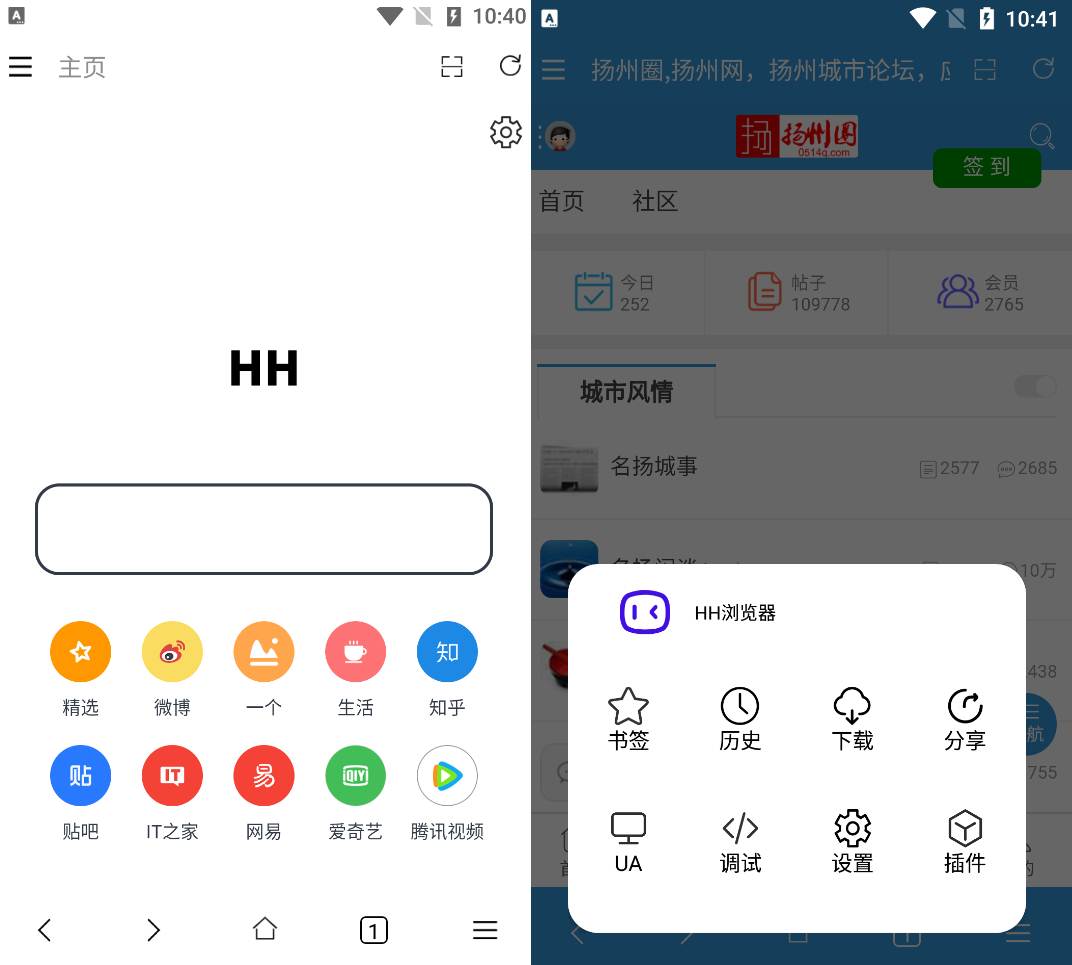 10:40
主页
HH
精选
微博
一个
生活
知
知乎
贴
贴吧
IT
IT之家
易
网易
QIY
爱奇艺
腾讯视频
1
10:41
扬州圈,扬州网，扬州城市论坛，
扬 扬州圈
0514q.com
签 到
首页 社区
今日
252
帖子
109778
会员
2765
城市风情
名扬城事
2577 2685
10万
HH浏览器
438
书签 历史 下载 分享
航
755
UA 调试 设置 插件